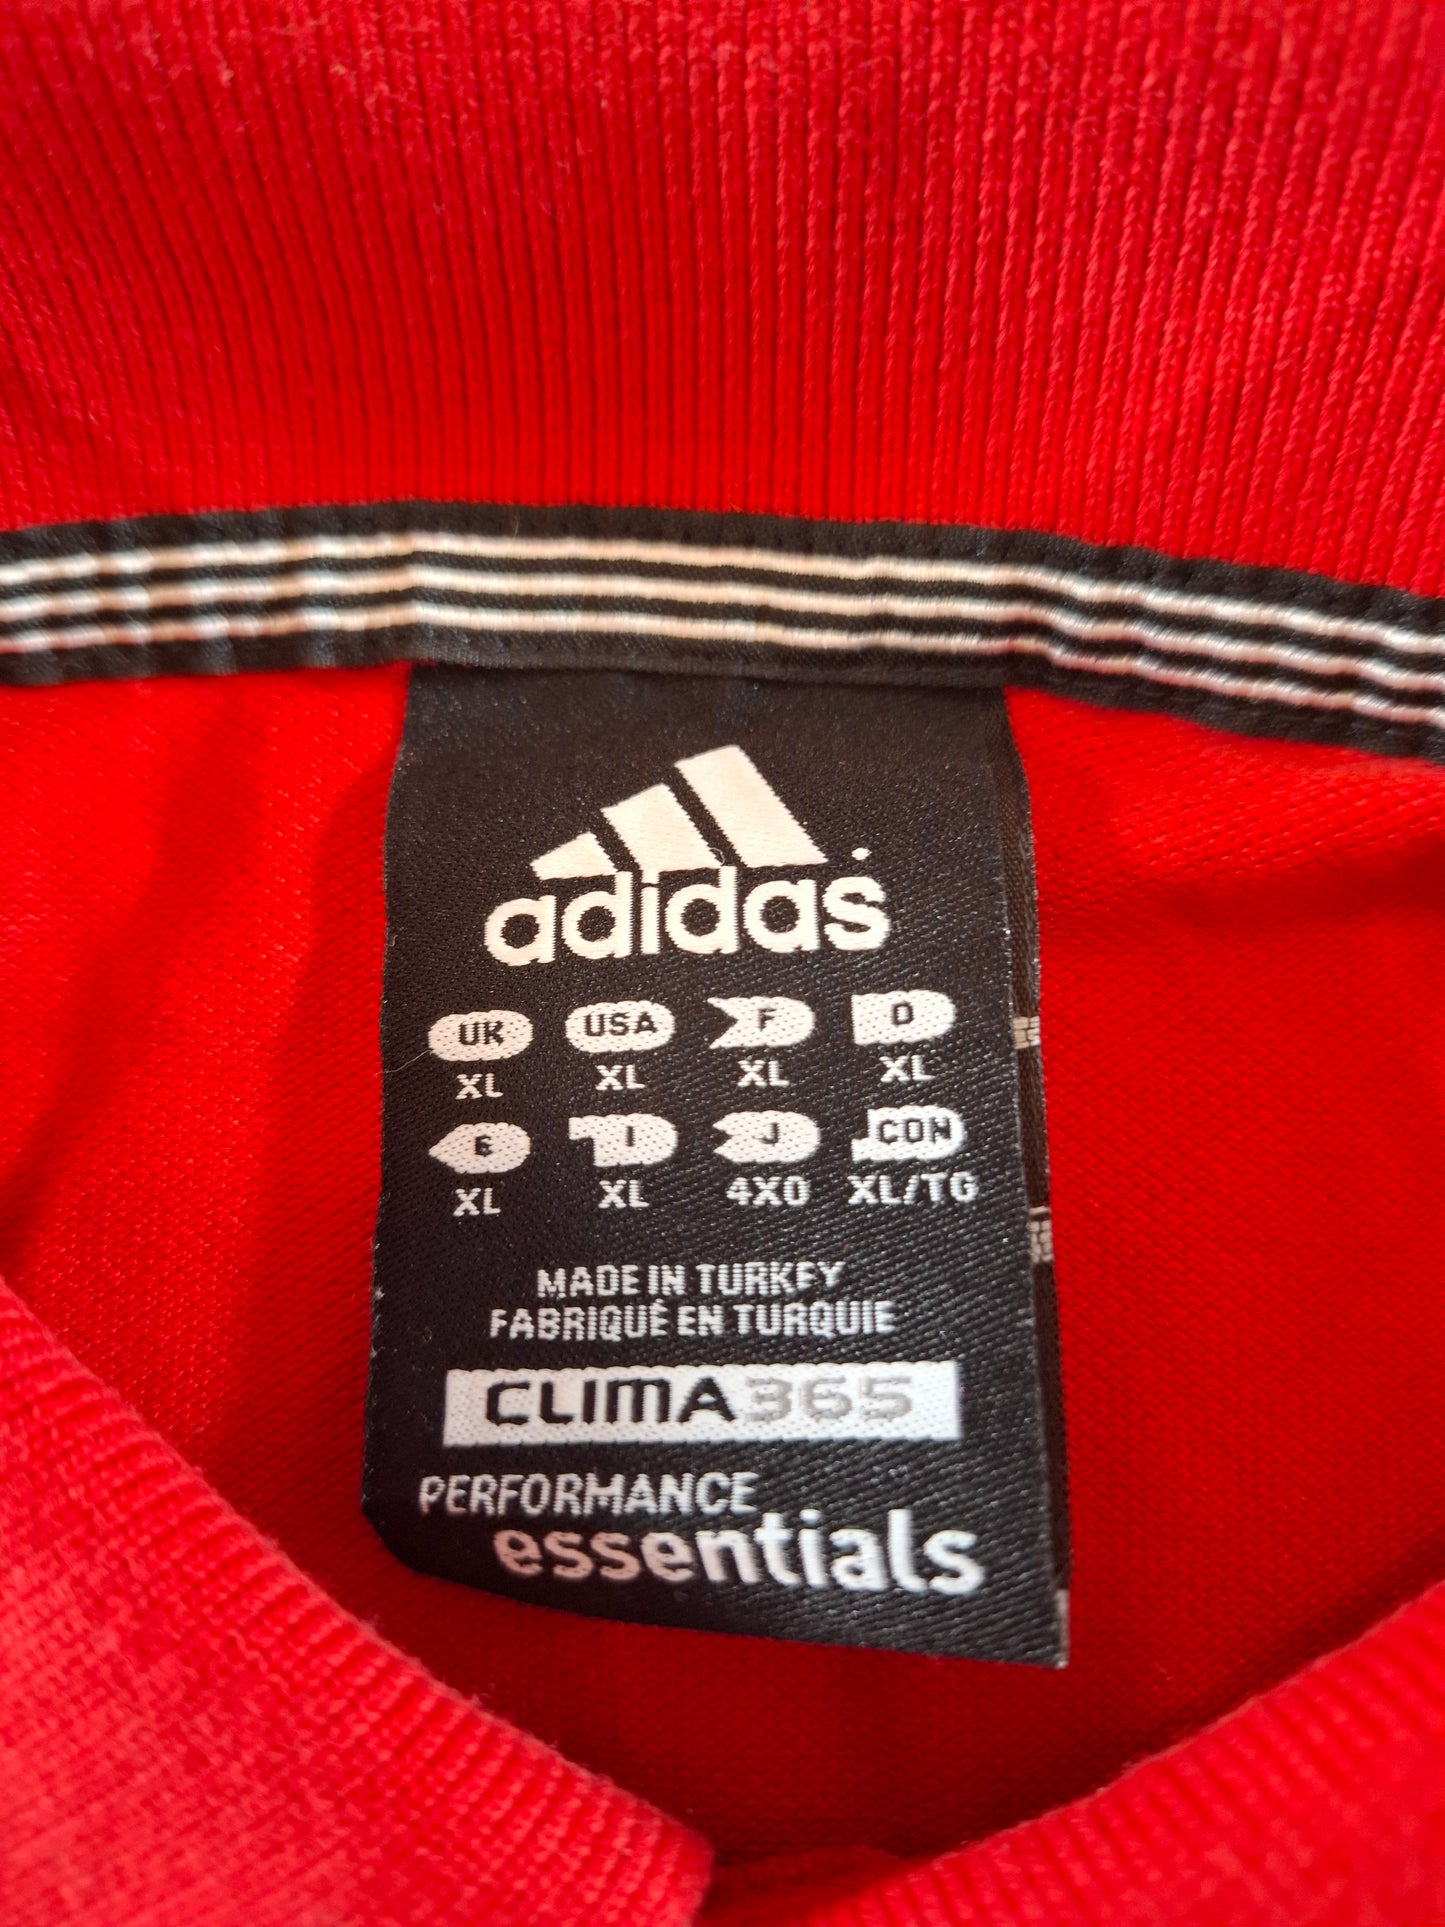 adidas
UK USA F D
XL XL XL XL
E I J CON
XL XL 4XO XL/TG
MADE IN TURKEY
FABRIQUÉ EN TURQUIE
CLIMA365
PERFORMANCE
essentials